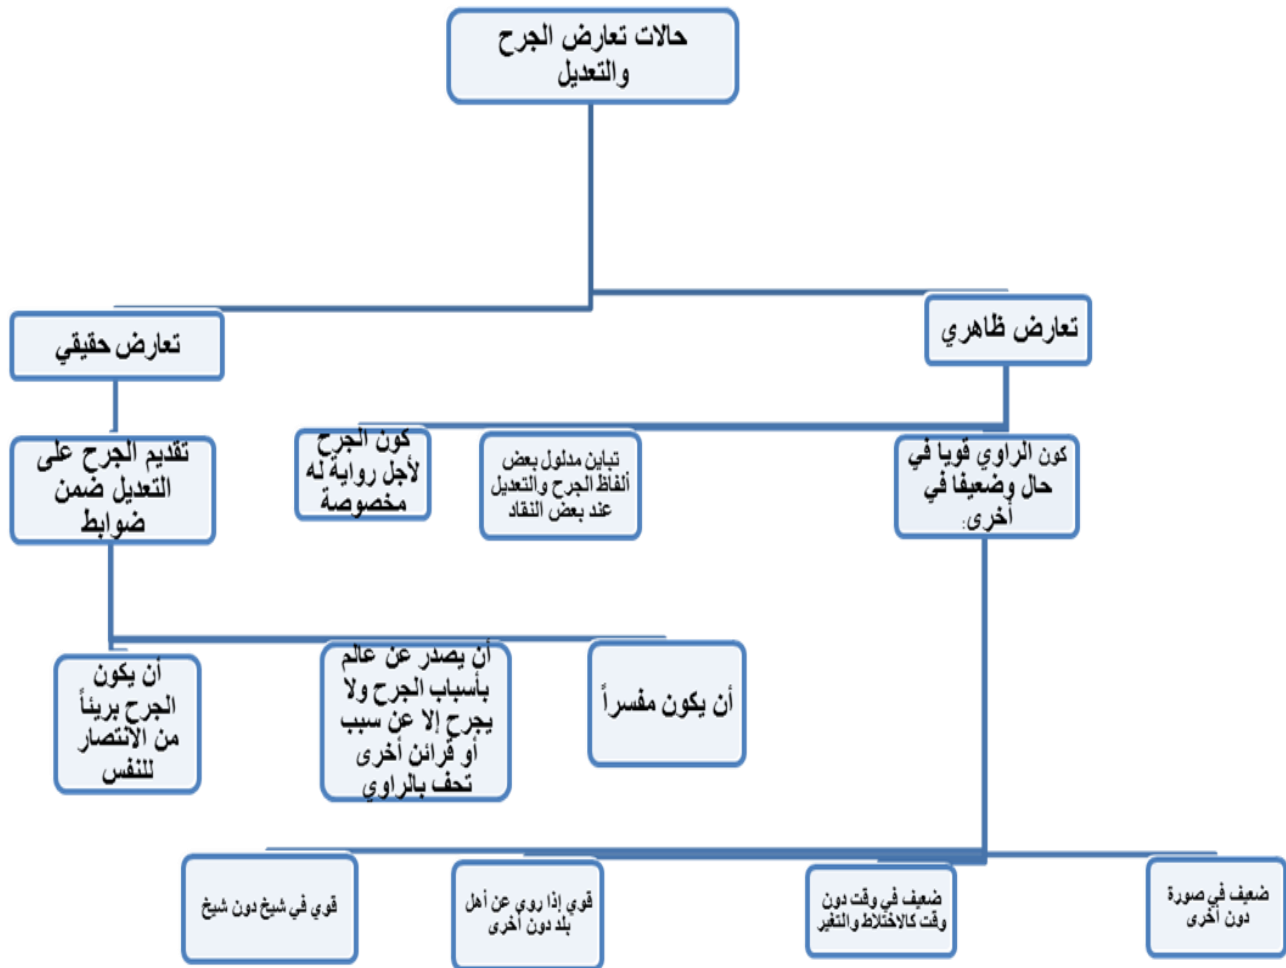 حالات تعارض الجرح
والتعديل
تعارض ظاهري
تعارض حقيقي
كون الراوي قويا في
حال وضعيفا في
أخرى:
تباين مدلول بعض
ألفاظ الجرح والتعديل
عند بعض النقاد
كون الجرح
لأجل رواية له
مخصوصة
تقديم الجرح على
التعديل ضمن
ضوابط
أن يكون مفسراً
أن يصدر عن عالم
بأسباب الجرح ولا
يجرح إلا عن سبب
أو قرائن أخرى
تحف بالراوي
أن يكون
الجرح بريئاً
من الانتصار
للنفس
ضعيف في صورة
دون أخرى
ضعيف في وقت دون
وقت كالاختلاط والتغير
قوي إذا روى عن أهل
بلد دون أخرى
قوي في شيخ دون شيخ